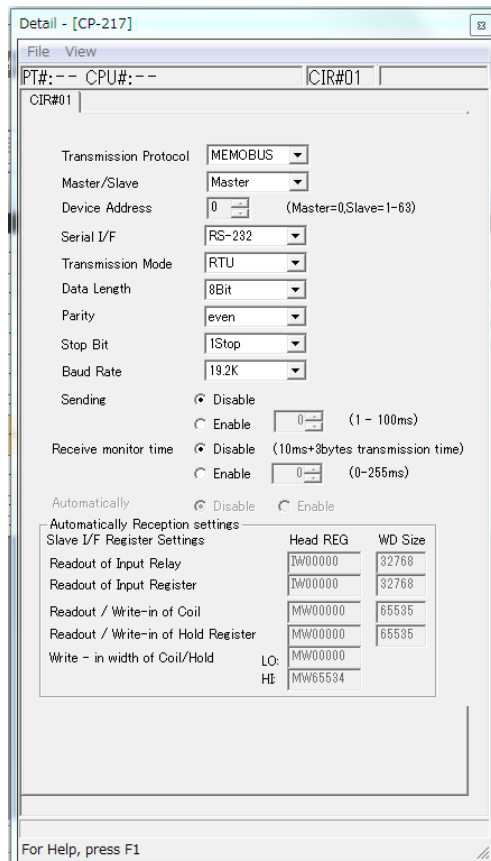 Detail - [CP-217]
File View
PT#:-- CPU#:-- CIR#01
CIR#01
Transmission Protocol MEMOBUS
Master/Slave Master
Device Address 0 (Master=0,Slave=1-63)
Serial I/F RS-232
Transmission Mode RTU
Data Length 8Bit
Parity even
Stop Bit 1Stop
Baud Rate 19.2K
Sending Disable
Enable 0 (1 - 100ms)
Receive monitor time Disable (10ms+3bytes transmission time)
Enable 0 (0-255ms)
Automatically Disable Enable
Automatically Reception settings
Slave I/F Register Settings Head REG WD Size
Readout of Input Relay IW00000 32768
Readout of Input Register IW00000 32768
Readout / Write-in of Coil MW00000 65535
Readout / Write-in of Hold Register MW00000 65535
Write - in width of Coil/Hold LO: MW00000
HI: MW65534
For Help, press F1